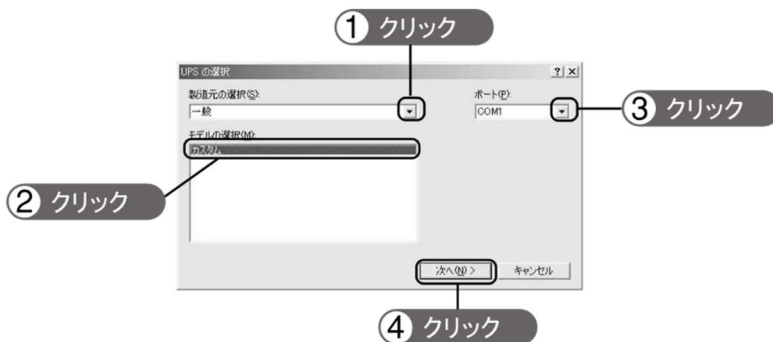 ① クリック
UPS の選択
製造元の選択(S):
一般
ポート(P):
COM1
③ クリック
モデルの選択(M):
カスタム
② クリック
次へ(N) >
キャンセル
④ クリック